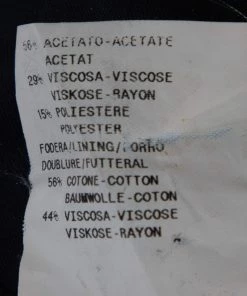 56% ACETATO-ACETATE
ACETAT
29% VISCOSA-VISCOSE
VISKOSE-RAYON
15% POLIESTERE
POLYESTER
FODERA/LINING/FORRO
DOUBLURE/FUTTERAL
56% COTONE-COTTON
BAUMWOLLE-COTON
44% VISCOSA-VISCOSE
VISKOSE-RAYON